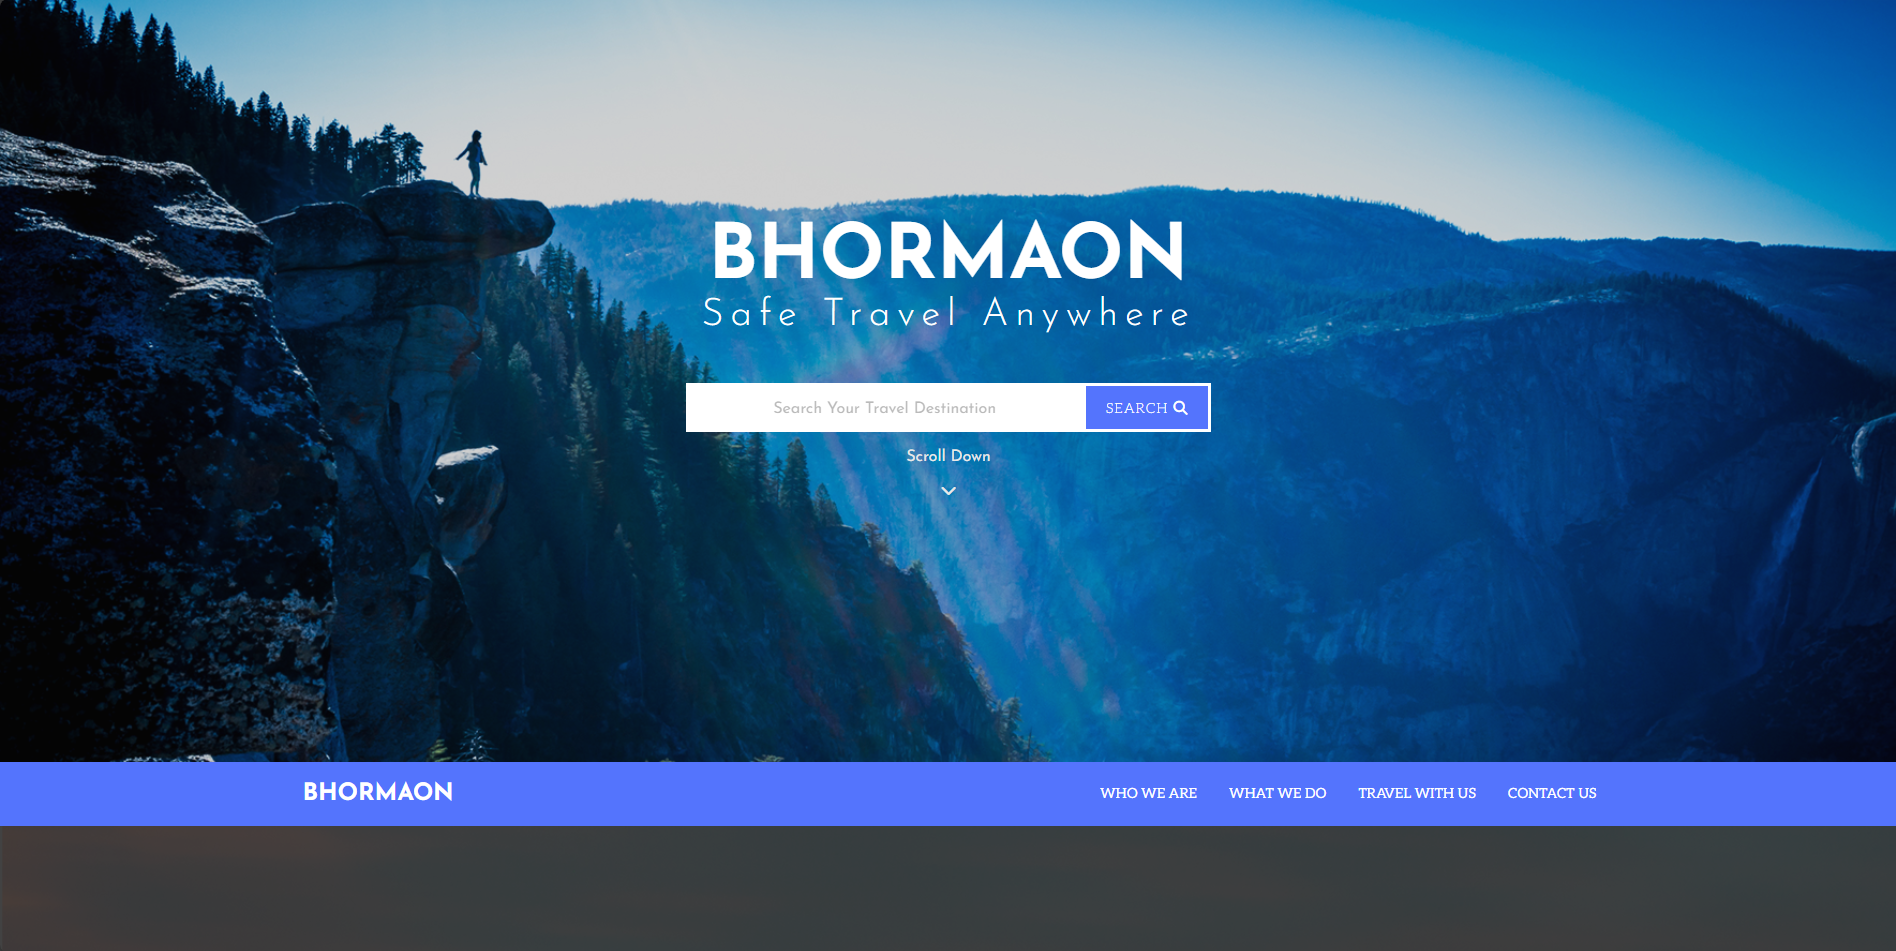 BHORMAON
Safe Travel Anywhere
Search Your Travel Destination
SEARCH
Scroll Down
BHORMAON
WHO WE ARE
WHAT WE DO
TRAVEL WITH US
CONTACT US